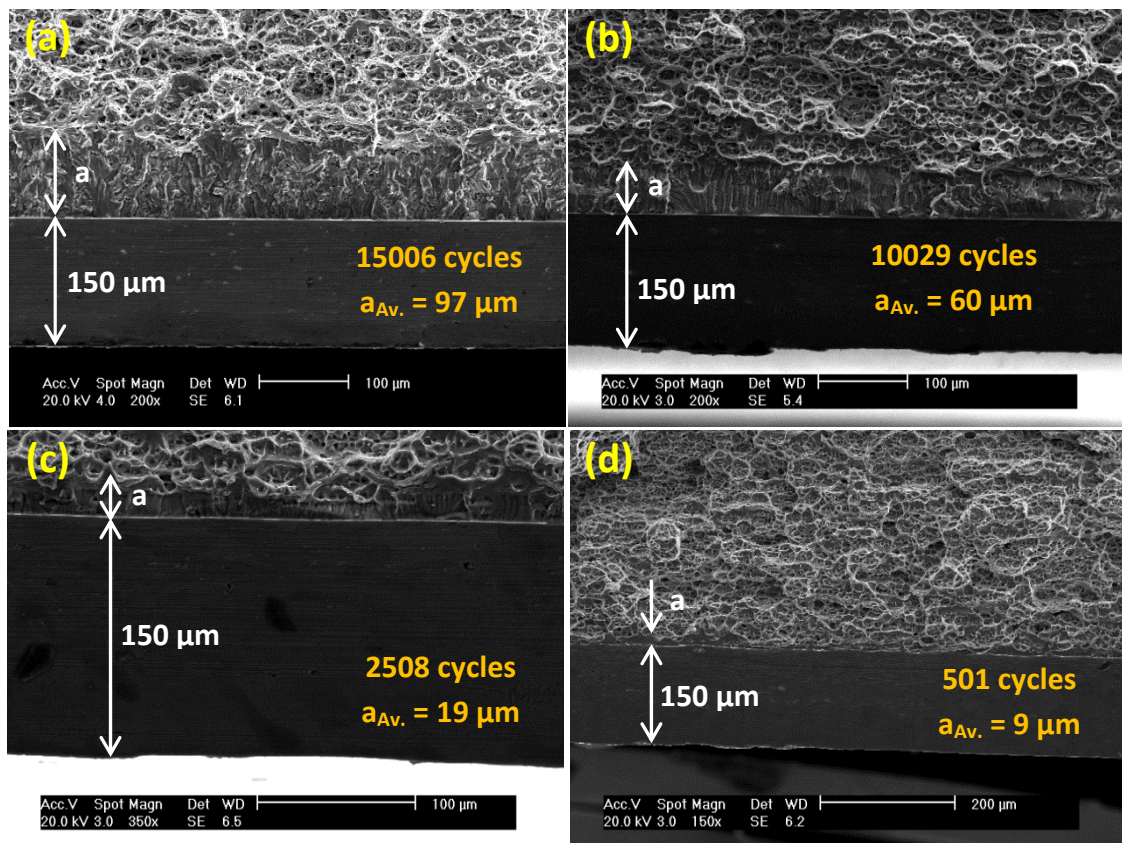 (a)
a
150 µm
15006 cycles
aAv. = 97 µm
Acc.V Spot Magn Det WD 100 µm
20.0 kV 4.0 200x SE 6.1
(b)
a
150 µm
10029 cycles
aAv. = 60 µm
Acc.V Spot Magn Det WD 100 µm
20.0 kV 3.0 200x SE 5.4
(c)
a
150 µm
2508 cycles
aAv. = 19 µm
Acc.V Spot Magn Det WD 100 µm
20.0 kV 3.0 350x SE 6.5
(d)
a
150 µm
501 cycles
aAv. = 9 µm
Acc.V Spot Magn Det WD 200 µm
20.0 kV 3.0 150x SE 6.2